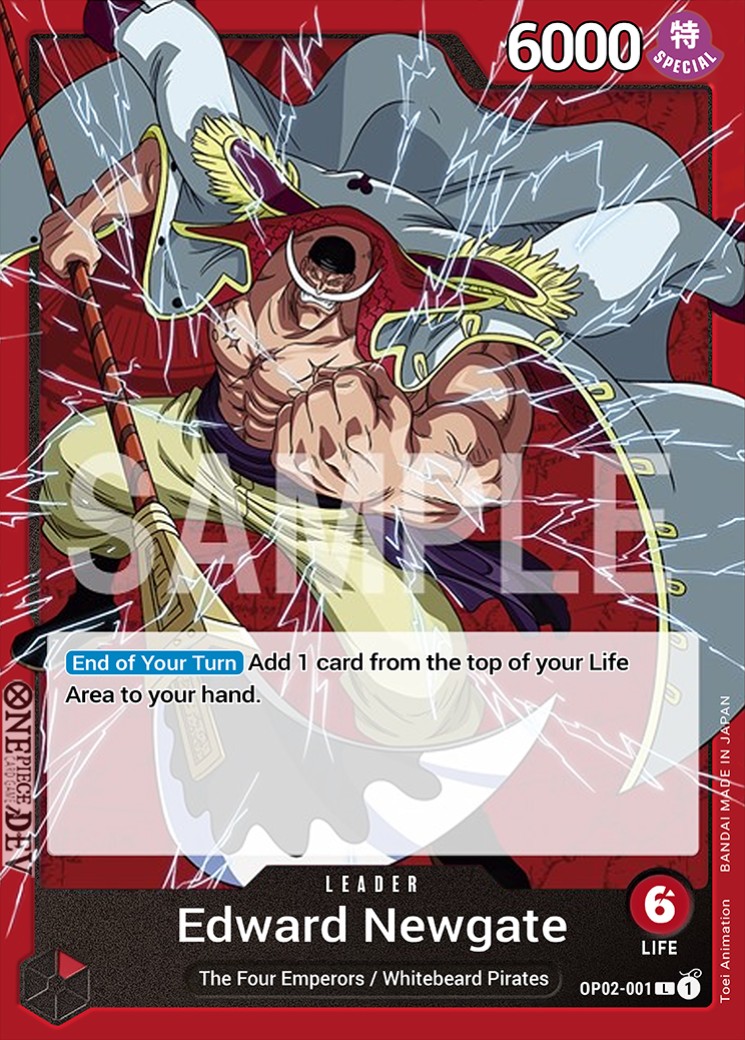 6000
特
SPECIAL
SAMPLE
End of Your Turn Add 1 card from the top of your Life
Area to your hand.
ONE PIECE
CARD GAME
DEV
BANDAI MADE IN JAPAN
Toei Animation
LEADER
Edward Newgate
6
LIFE
The Four Emperors / Whitebeard Pirates
OP02-001 L 1